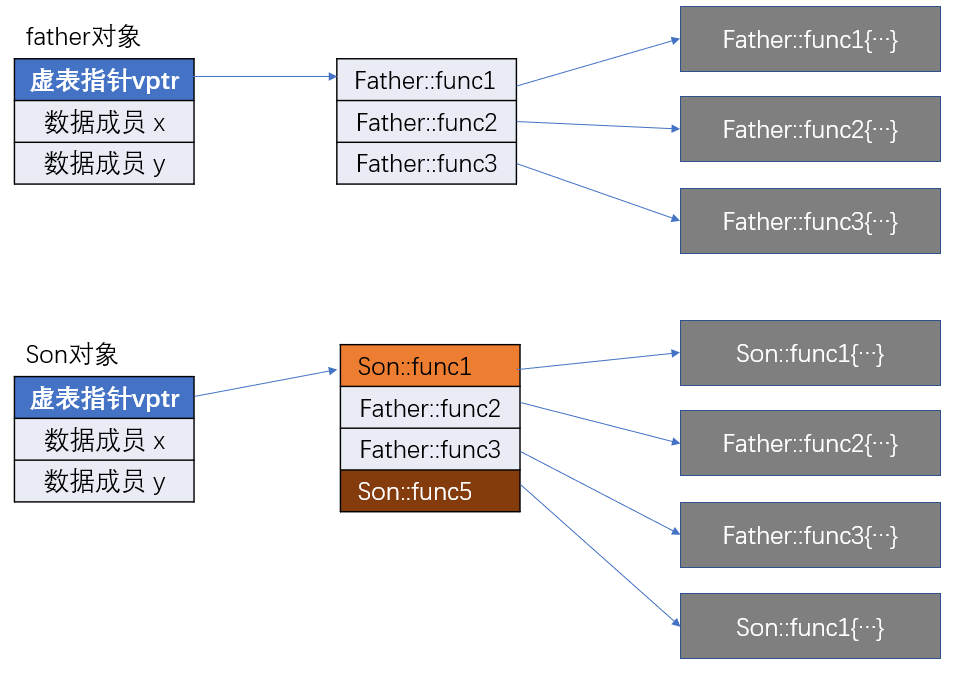 father对象
虚表指针vptr
数据成员 x
数据成员 y
Father::func1
Father::func2
Father::func3
Father::func1{…}
Father::func2{…}
Father::func3{…}
Son对象
虚表指针vptr
数据成员 x
数据成员 y
Son::func1
Father::func2
Father::func3
Son::func5
Son::func1{…}
Father::func2{…}
Father::func3{…}
Son::func1{…}